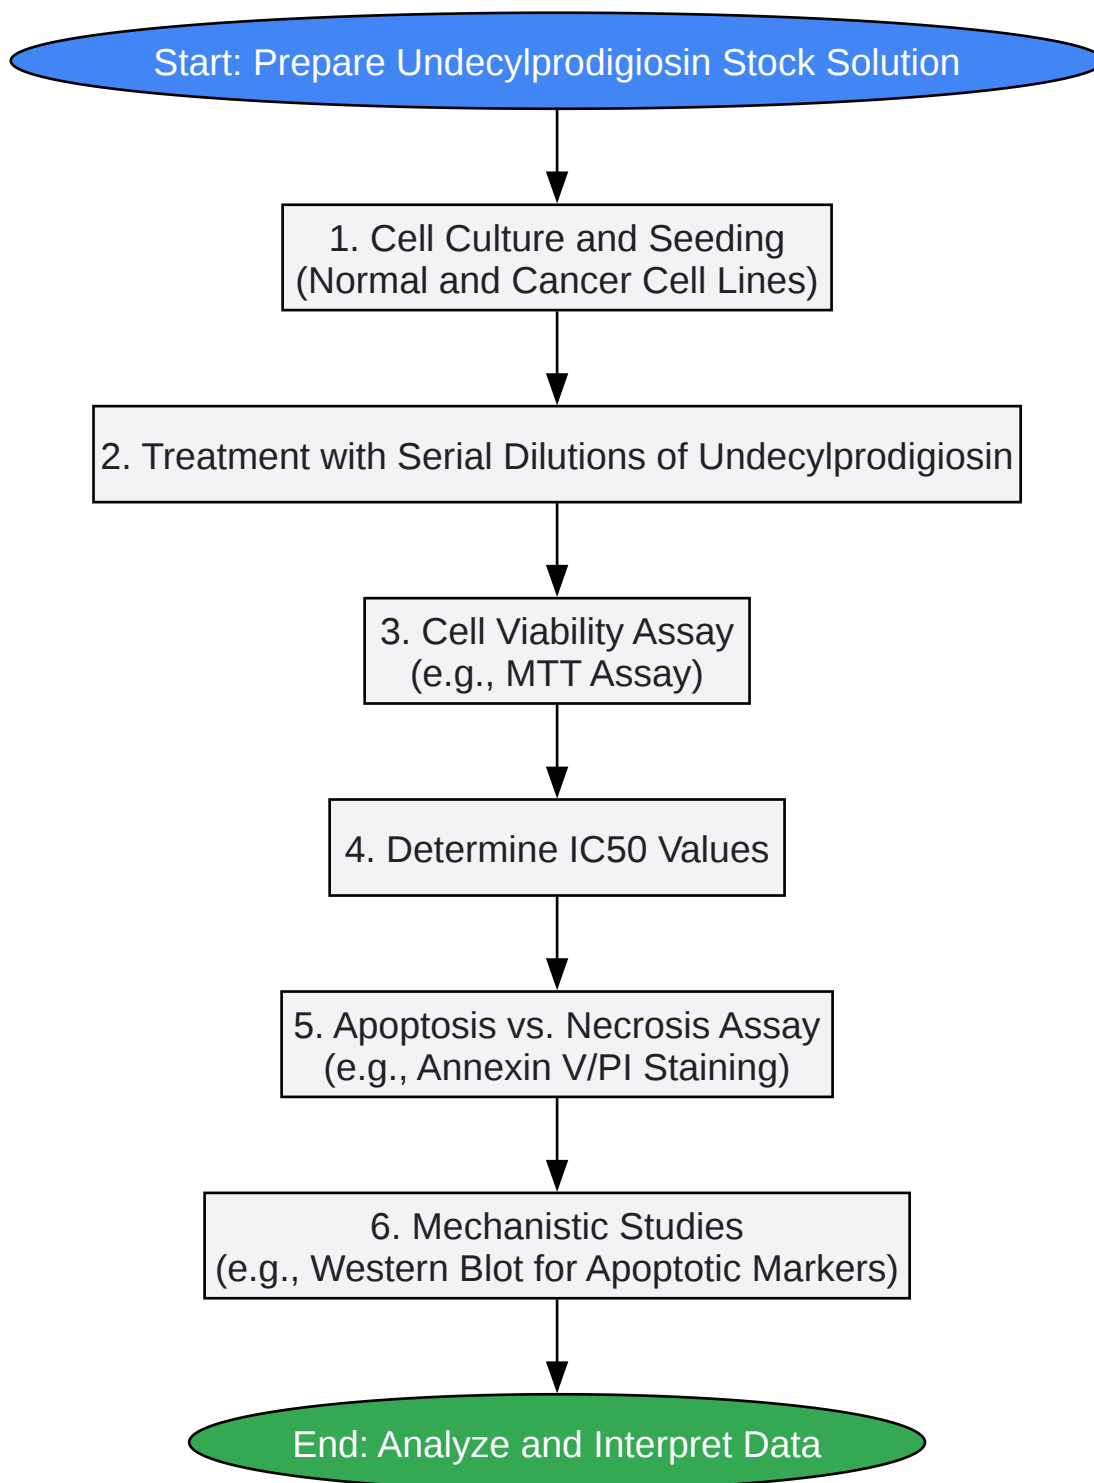 Start: Prepare Undecylprodigiosin Stock Solution
1. Cell Culture and Seeding
(Normal and Cancer Cell Lines)
2. Treatment with Serial Dilutions of Undecylprodigiosin
3. Cell Viability Assay
(e.g., MTT Assay)
4. Determine IC50 Values
5. Apoptosis vs. Necrosis Assay
(e.g., Annexin V/PI Staining)
6. Mechanistic Studies
(e.g., Western Blot for Apoptotic Markers)
End: Analyze and Interpret Data